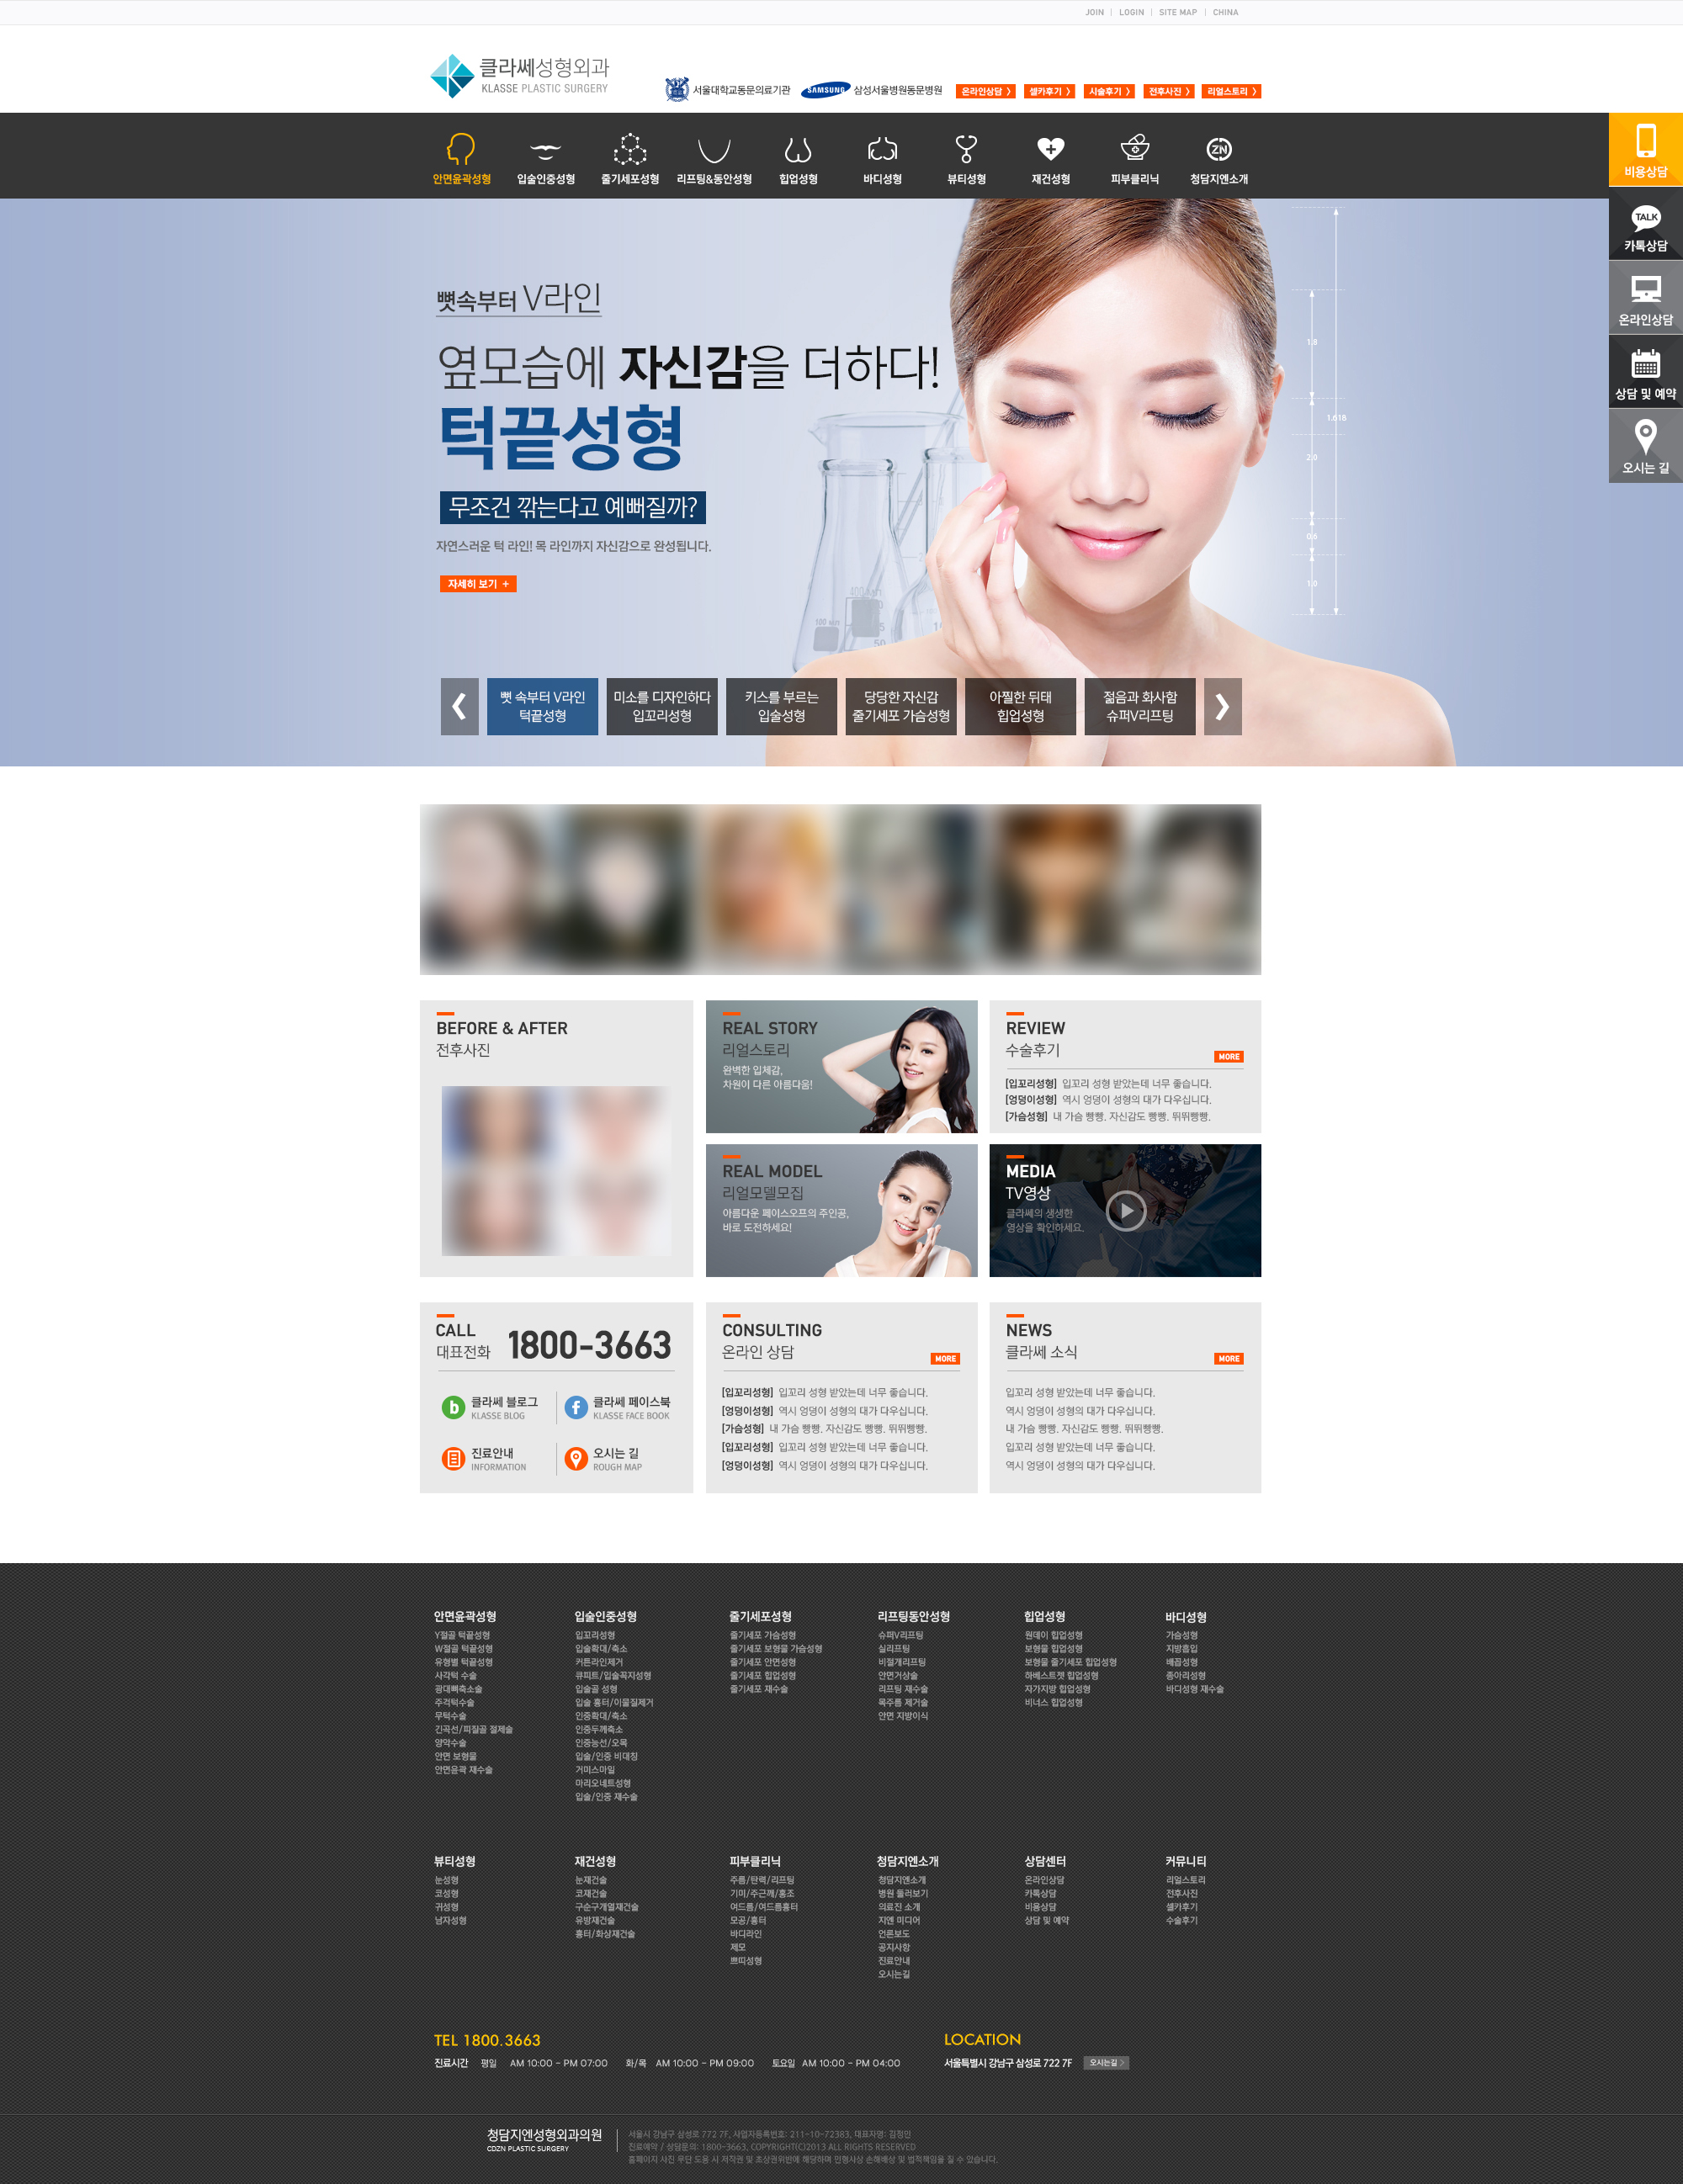 JOIN | LOGIN | SITE MAP | CHINA
클라쎄성형외과
KLASSE PLASTIC SURGERY
서울대학교동문의료기관
SAMSUNG 삼성서울병원동문병원
온라인상담 셀카후기 시술후기 전후사진 리얼스토리
안면윤곽성형 입술인중성형 줄기세포성형 리프팅&동안성형 힙업성형 바디성형 뷰티성형 재건성형 피부클리닉 청담지엔소개
ZN
비용상담
TALK
카톡상담
온라인상담
상담 및 예약
오시는 길
뼛속부터 V라인
옆모습에 자신감을 더하다!
턱끝성형
무조건 깎는다고 예뻐질까?
자연스러운 턱 라인! 목 라인까지 자신감으로 완성됩니다.
자세히 보기 +
1.8
1.618
2.0
0.6
1.0
100 мл
100
50
뼛 속부터 V라인
턱끝성형
미소를 디자인하다
입꼬리성형
키스를 부르는
입술성형
당당한 자신감
줄기세포 가슴성형
아찔한 뒤태
힙업성형
젊음과 화사함
슈퍼V리프팅
BEFORE & AFTER
전후사진
REAL STORY
리얼스토리
완벽한 입체감,
차원이 다른 아름다움!
REVIEW
수술후기
MORE
[입꼬리성형] 입꼬리 성형 받았는데 너무 좋습니다.
[엉덩이성형] 역시 엉덩이 성형의 대가 다우십니다.
[가슴성형] 내 가슴 빵빵. 자신감도 빵빵. 뛰뛰빵빵.
REAL MODEL
리얼모델모집
아름다운 페이스오프의 주인공,
바로 도전하세요!
MEDIA
TV영상
클라쎄의 생생한
영상을 확인하세요.
CALL
대표전화
1800-3663
클라쎄 블로그
KLASSE BLOG
클라쎄 페이스북
KLASSE FACE BOOK
진료안내
INFORMATION
오시는 길
ROUGH MAP
CONSULTING
온라인 상담
MORE
[입꼬리성형] 입꼬리 성형 받았는데 너무 좋습니다.
[엉덩이성형] 역시 엉덩이 성형의 대가 다우십니다.
[가슴성형] 내 가슴 빵빵. 자신감도 빵빵. 뛰뛰빵빵.
[입꼬리성형] 입꼬리 성형 받았는데 너무 좋습니다.
[엉덩이성형] 역시 엉덩이 성형의 대가 다우십니다.
NEWS
클라쎄 소식
MORE
입꼬리 성형 받았는데 너무 좋습니다.
역시 엉덩이 성형의 대가 다우십니다.
내 가슴 빵빵. 자신감도 빵빵. 뛰뛰빵빵.
입꼬리 성형 받았는데 너무 좋습니다.
역시 엉덩이 성형의 대가 다우십니다.
안면윤곽성형
Y절골 턱끝성형
W절골 턱끝성형
유형별 턱끝성형
사각턱 수술
광대뼈축소술
주걱턱수술
무턱수술
긴곡선/피질골 절제술
양악수술
안면 보형물
안면윤곽 재수술
입술인중성형
입꼬리성형
입술확대/축소
커튼라인제거
큐피트/입술꼭지성형
입술골 성형
입술 흉터/이물질제거
인중확대/축소
인중두께축소
인중능선/오목
입술/인중 비대칭
거미스마일
마리오네트성형
입술/인중 재수술
줄기세포성형
줄기세포 가슴성형
줄기세포 보형물 가슴성형
줄기세포 안면성형
줄기세포 힙업성형
줄기세포 재수술
리프팅동안성형
슈퍼V리프팅
실리프팅
비절개리프팅
안면거상술
리프팅 재수술
목주름 제거술
안면 지방이식
힙업성형
원데이 힙업성형
보형물 힙업성형
보형물 줄기세포 힙업성형
하베스트젯 힙업성형
자가지방 힙업성형
비너스 힙업성형
바디성형
가슴성형
지방흡입
배꼽성형
종아리성형
바디성형 재수술
뷰티성형
눈성형
코성형
귀성형
남자성형
재건성형
눈재건술
코재건술
구순구개열재건술
유방재건술
흉터/화상재건술
피부클리닉
주름/탄력/리프팅
기미/주근깨/홍조
여드름/여드름흉터
모공/흉터
바디라인
제모
쁘띠성형
청담지엔소개
청담지엔소개
병원 둘러보기
의료진 소개
지엔 미디어
언론보도
공지사항
진료안내
오시는길
상담센터
온라인상담
카톡상담
비용상담
상담 및 예약
커뮤니티
리얼스토리
전후사진
셀카후기
수술후기
TEL 1800.3663
진료시간 평일 AM 10:00 - PM 07:00 화/목 AM 10:00 - PM 09:00 토요일 AM 10:00 - PM 04:00
LOCATION
서울특별시 강남구 삼성로 722 7F 오시는길
청담지엔성형외과의원
CDZN PLASTIC SURGERY
서울시 강남구 삼성로 772 7F, 사업자등록번호: 211-10-72383, 대표자명: 김정민
진료예약 / 상담문의: 1800-3663, COPYRIGHT(C)2013 ALL RIGHTS RESERVED
홈페이지 사진 무단 도용 시 저작권 및 초상권위반에 해당하며 민형사상 손해배상 및 법적책임을 질 수 있습니다.